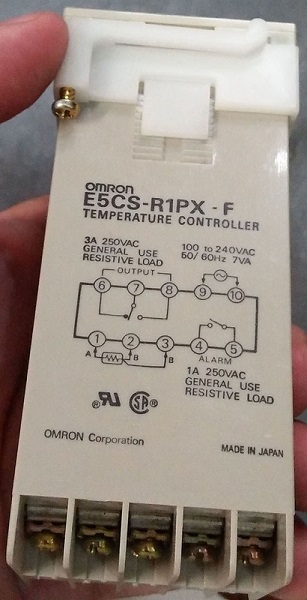 OMRON
E5CS-R1PX-F
TEMPERATURE CONTROLLER
3A 250VAC
GENERAL USE
RESISTIVE LOAD
100 to 240VAC
50/60Hz 7VA
OUTPUT
6 7 8 9 10
1 2 3 4 5
A B B
ALARM
1A 250VAC
GENERAL USE
RESISTIVE LOAD
OMRON Corporation
MADE IN JAPAN